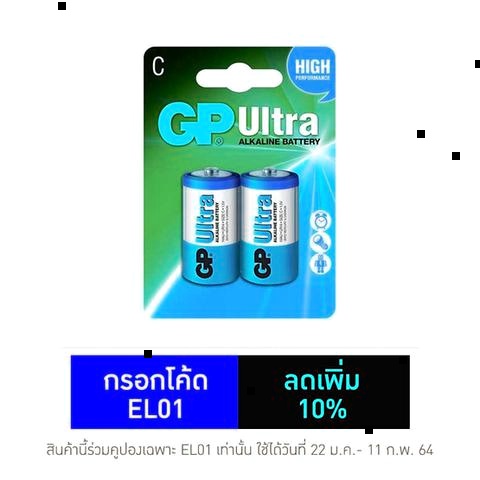 C
HIGH
PERFORMANCE
GP Ultra
ALKALINE BATTERY
GP Ultra
ALKALINE BATTERY
GP Ultra
ALKALINE BATTERY
กรอกโค้ด
EL01
ลดเพิ่ม
10%
สินค้านี้ร่วมคูปองเฉพาะ EL01 เท่านั้น ใช้ได้วันที่ 22 ม.ค.- 11 ก.พ. 64